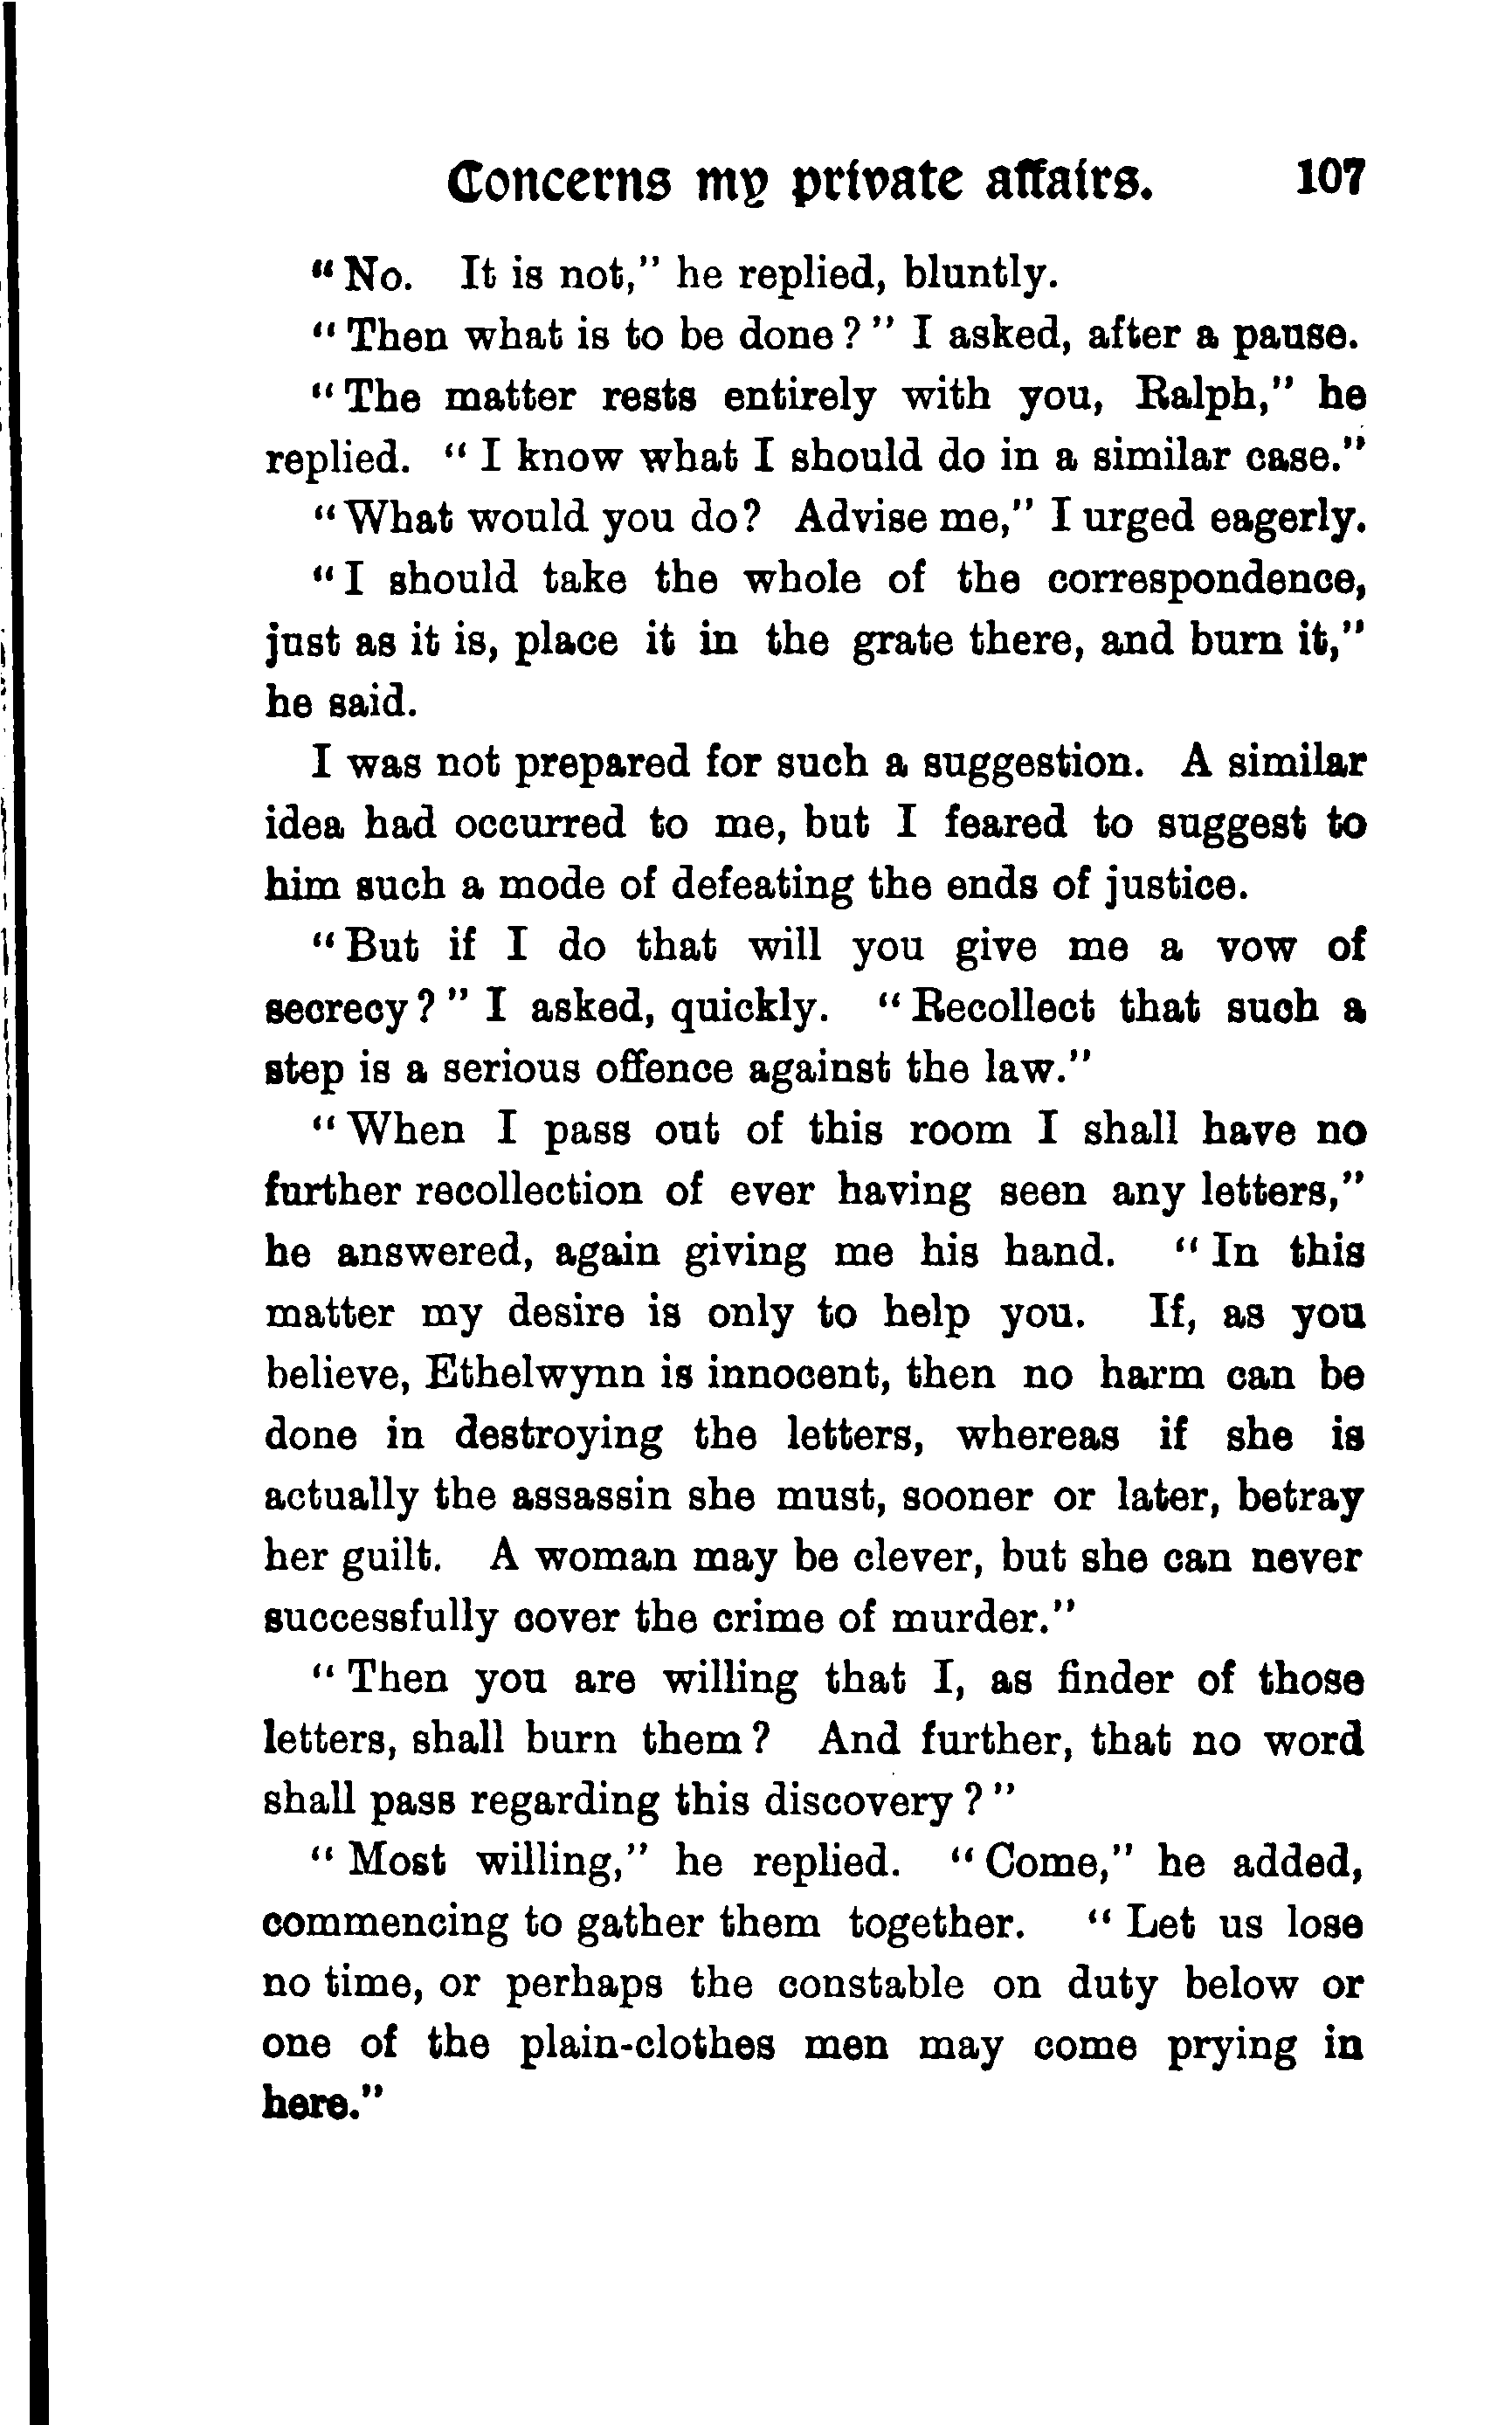 Concerns my private affairs. 107
“No. It is not,” he replied, bluntly.
“Then what is to be done?” I asked, after a pause.
“The matter rests entirely with you, Ralph,” he
replied. “I know what I should do in a similar case.”
“What would you do? Advise me,” I urged eagerly.
“I should take the whole of the correspondence,
just as it is, place it in the grate there, and burn it,”
he said.
I was not prepared for such a suggestion. A similar
idea had occurred to me, but I feared to suggest to
him such a mode of defeating the ends of justice.
“But if I do that will you give me a vow of
secrecy?” I asked, quickly. “Recollect that such a
step is a serious offence against the law.”
“When I pass out of this room I shall have no
further recollection of ever having seen any letters,”
he answered, again giving me his hand. “In this
matter my desire is only to help you. If, as you
believe, Ethelwynn is innocent, then no harm can be
done in destroying the letters, whereas if she is
actually the assassin she must, sooner or later, betray
her guilt. A woman may be clever, but she can never
successfully cover the crime of murder.”
“Then you are willing that I, as finder of those
letters, shall burn them? And further, that no word
shall pass regarding this discovery?”
“Most willing,” he replied. “Come,” he added,
commencing to gather them together. “Let us lose
no time, or perhaps the constable on duty below or
one of the plain-clothes men may come prying in
here.”